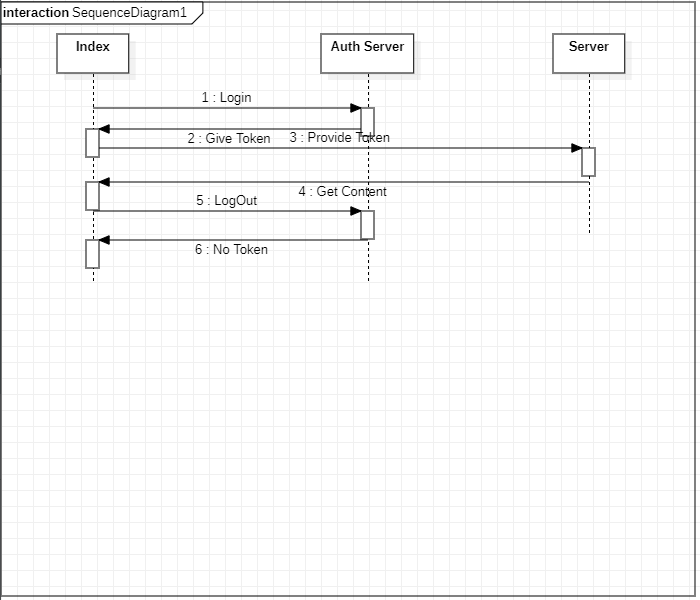 interaction SequenceDiagram1
Index
Auth Server
Server
1 : Login
2 : Give Token
3 : Provide Token
4 : Get Content
5 : LogOut
6 : No Token